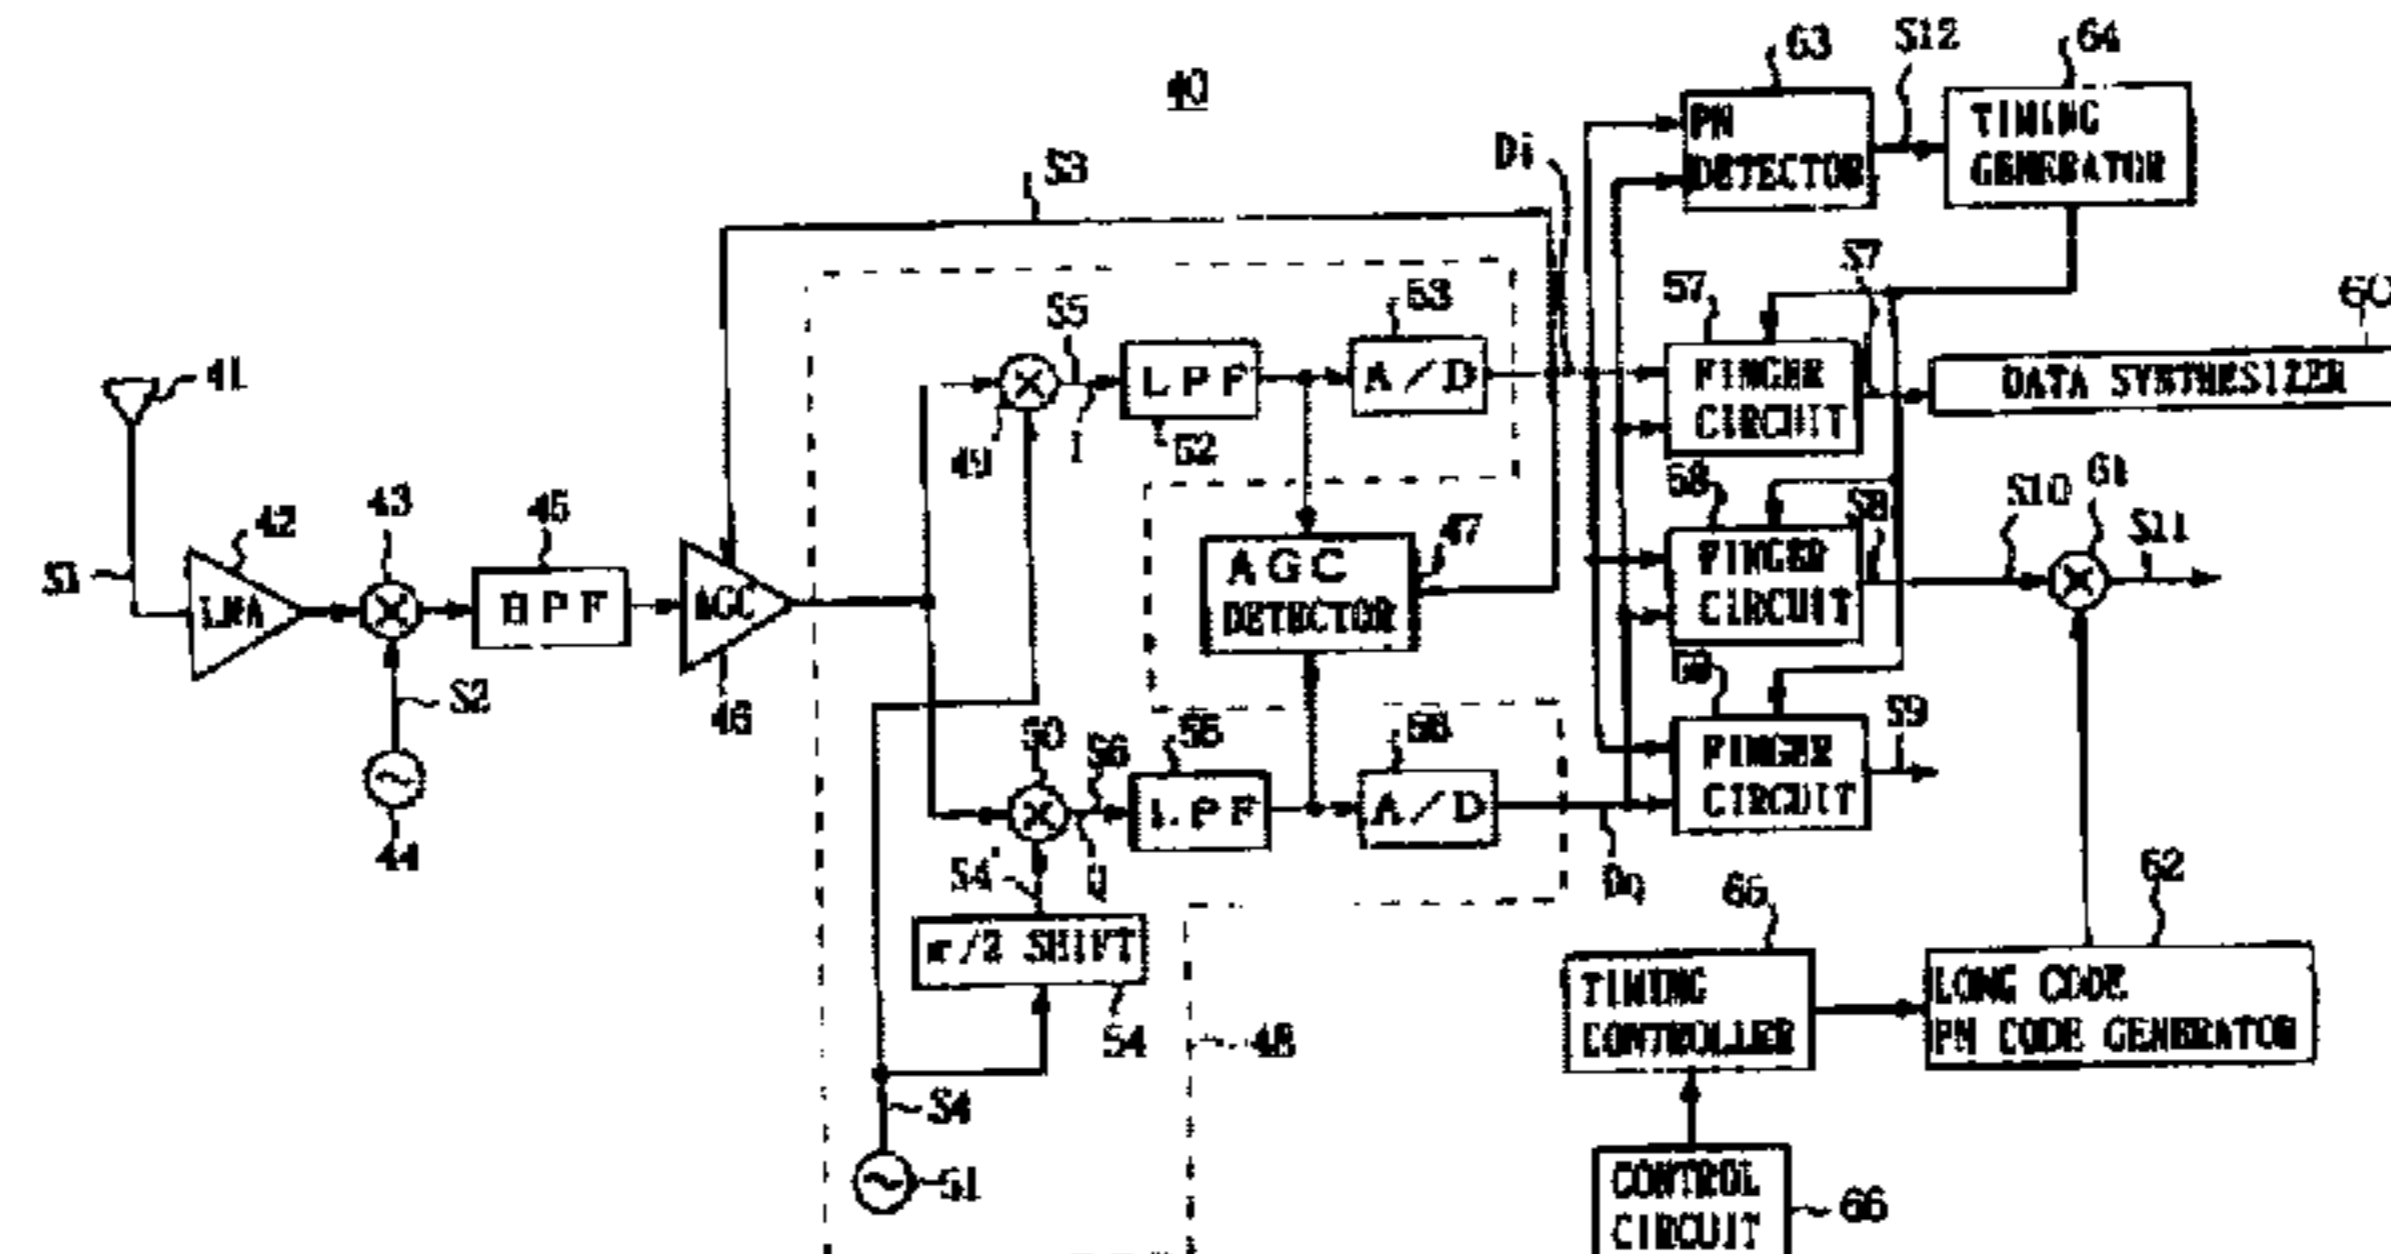 40
63
S12
64
PN
DETECTOR
TIMING
GENERATOR
Di
S3
S7
57
60
53
S5
41
LPF
A/D
FINGER
CIRCUIT
DATA SYNTHESIZER
49
I
52
58
S8
S10
61
S11
43
45
42
47
S1
LNA
BPF
AGC
AGC
DETECTOR
FINGER
CIRCUIT
59
S2
46
S9
50
S6
55
56
FINGER
CIRCUIT
LPF
A/D
44
S4'
Q
Dq
65
62
π/2 SHIFT
TIMING
CONTROLLER
LONG CODE
PN CODE GENERATOR
54
48
S4
51
CONTROL
CIRCUIT
66